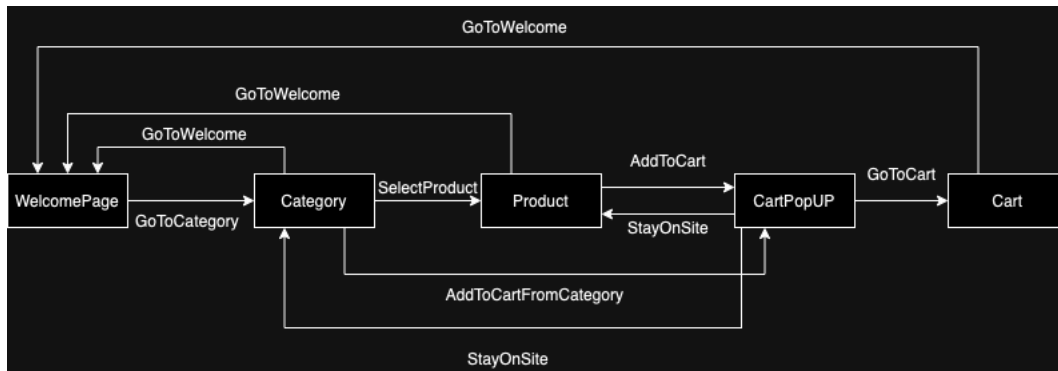 GoToWelcome
GoToWelcome
GoToWelcome
AddToCart
GoToCart
SelectProduct
WelcomePage
Category
Product
CartPopUP
Cart
GoToCategory
StayOnSite
AddToCartFromCategory
StayOnSite